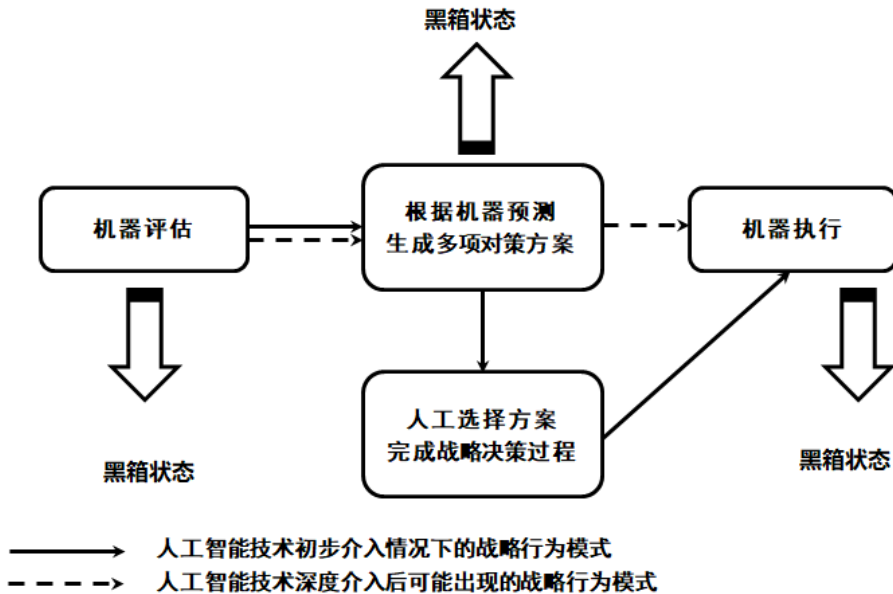 黑箱状态
机器评估
根据机器预测
生成多项对策方案
机器执行
人工选择方案
完成战略决策过程
黑箱状态
黑箱状态
人工智能技术初步介入情况下的战略行为模式
人工智能技术深度介入后可能出现的战略行为模式